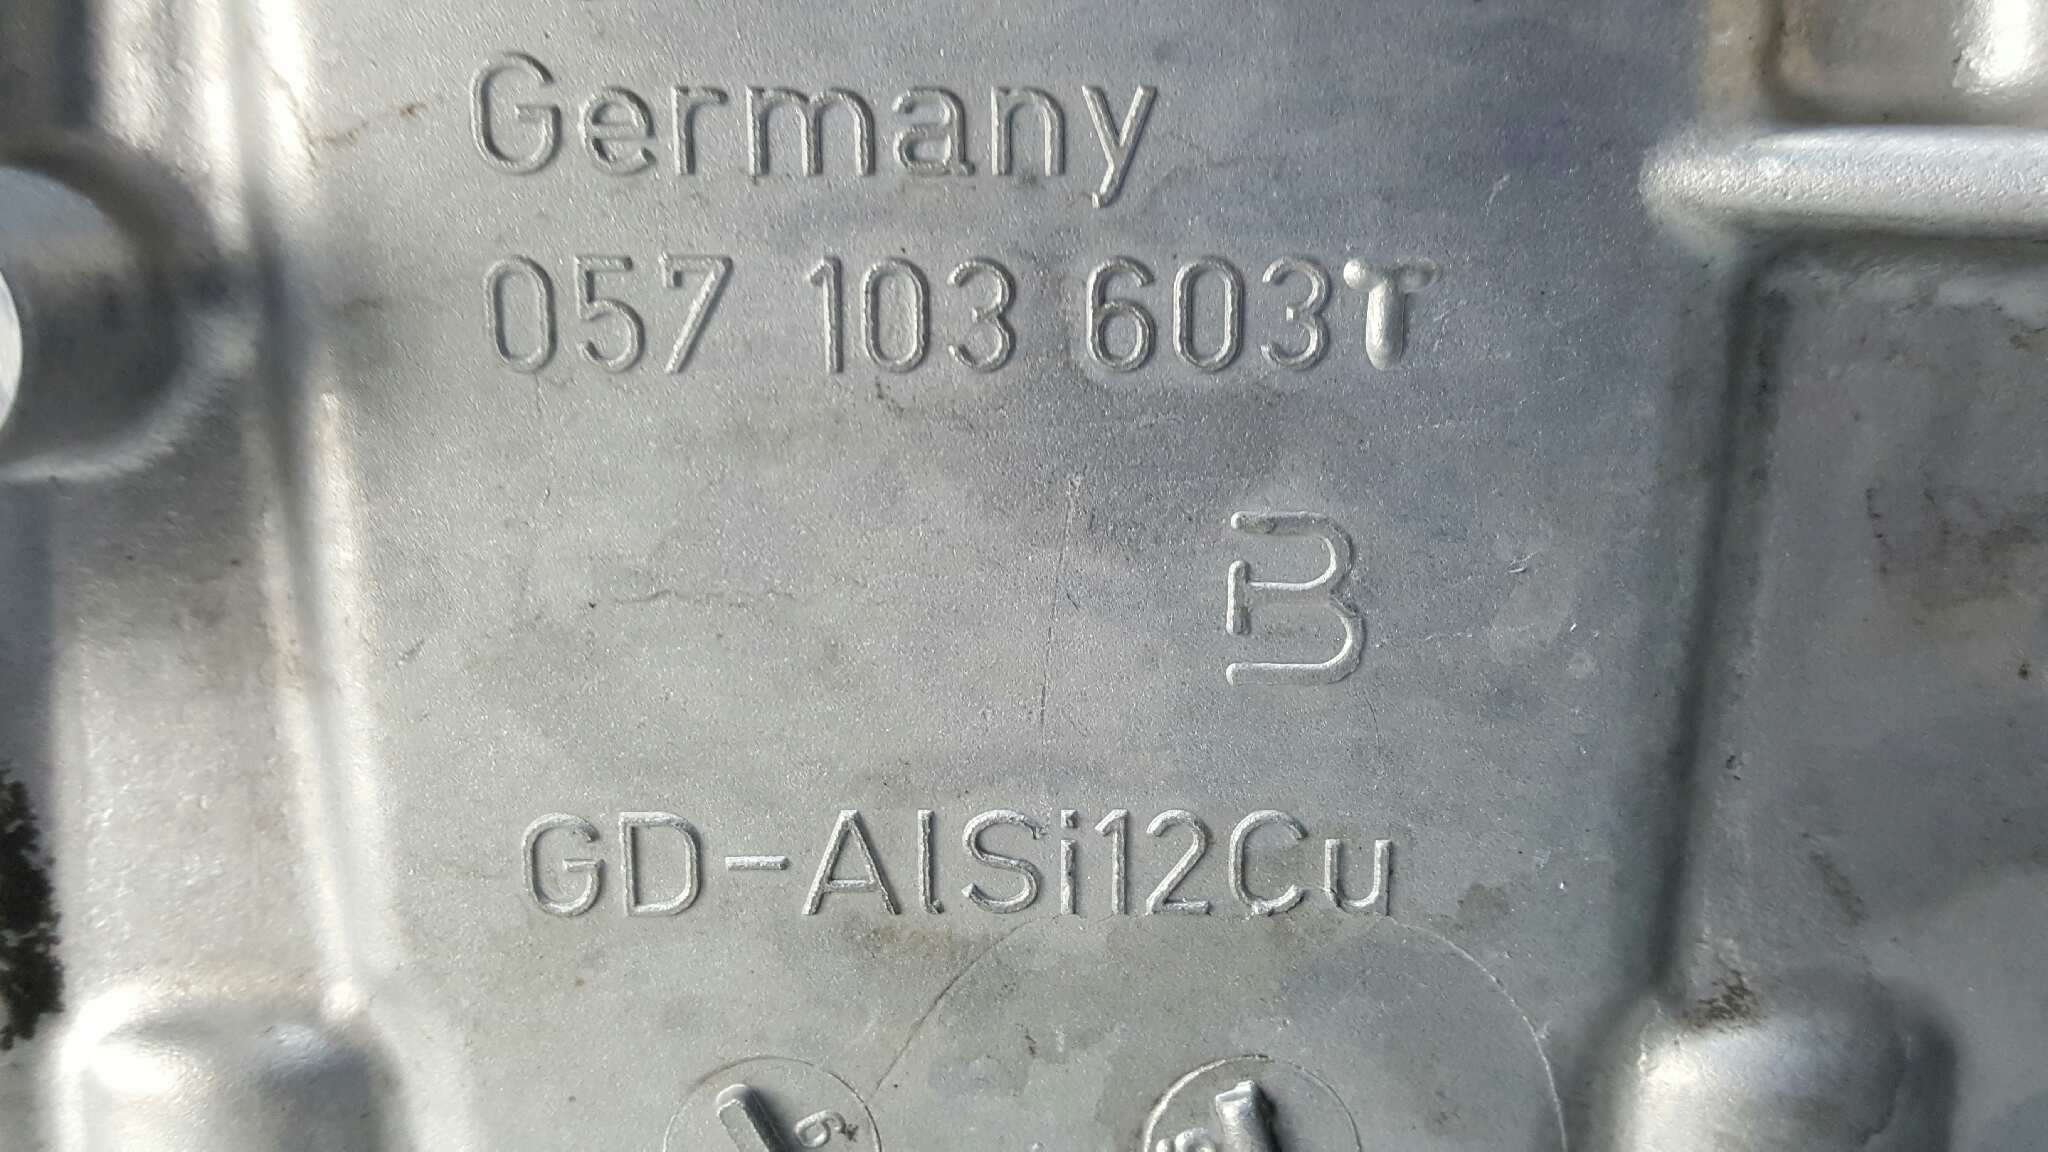 Germany
057 103 603T
GD-AlSi12Cu